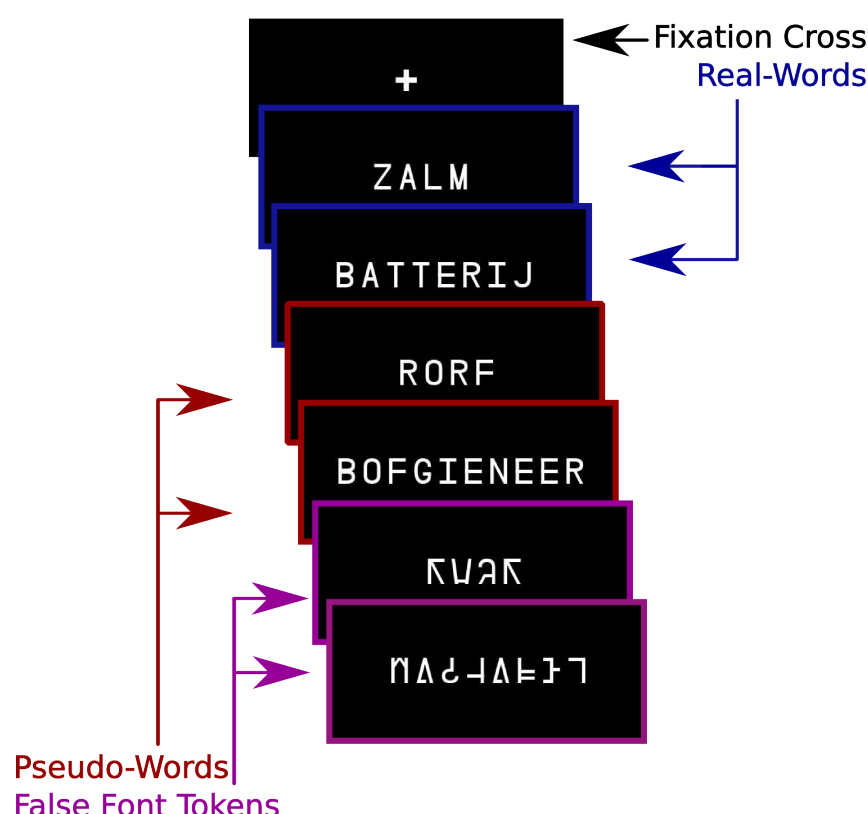 Fixation Cross
Real-Words
+
ZALM
BATTERIJ
RORF
BOFGIENEER
Pseudo-Words
False Font Tokens